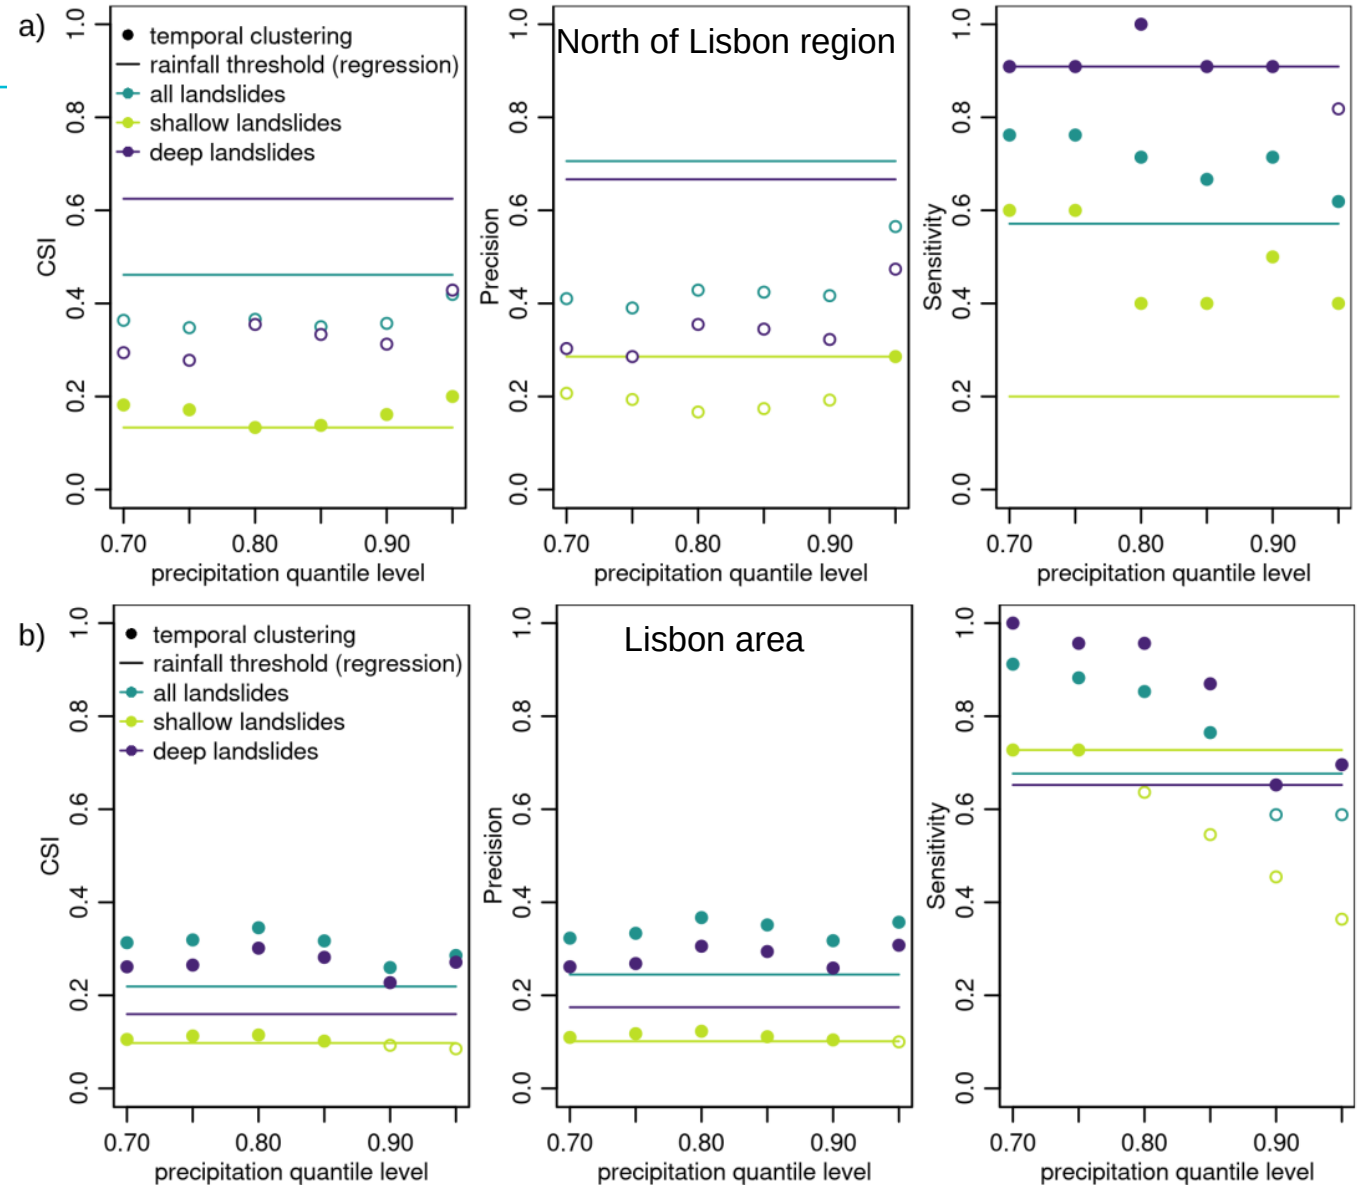 a)
temporal clustering
rainfall threshold (regression)
all landslides
shallow landslides
deep landslides
CSI
0.0 0.2 0.4 0.6 0.8 1.0
0.70 0.80 0.90
precipitation quantile level
North of Lisbon region
Precision
0.0 0.2 0.4 0.6 0.8 1.0
0.70 0.80 0.90
precipitation quantile level
Sensitivity
0.0 0.2 0.4 0.6 0.8 1.0
0.70 0.80 0.90
precipitation quantile level
b)
temporal clustering
rainfall threshold (regression)
all landslides
shallow landslides
deep landslides
CSI
0.0 0.2 0.4 0.6 0.8 1.0
0.70 0.80 0.90
precipitation quantile level
Lisbon area
Precision
0.0 0.2 0.4 0.6 0.8 1.0
0.70 0.80 0.90
precipitation quantile level
Sensitivity
0.0 0.2 0.4 0.6 0.8 1.0
0.70 0.80 0.90
precipitation quantile level